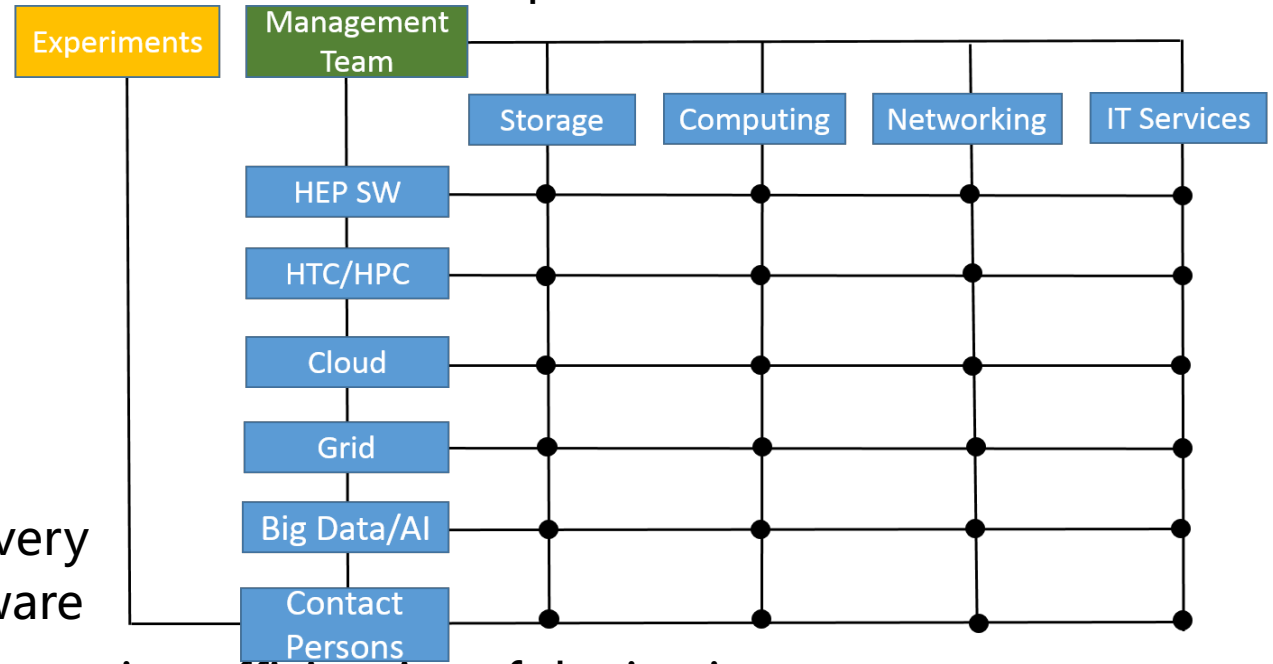 Experiments
Management
Team
Storage
Computing
Networking
IT Services
HEP SW
HTC/HPC
Cloud
Grid
Big Data/AI
very
ware
Contact
Persons